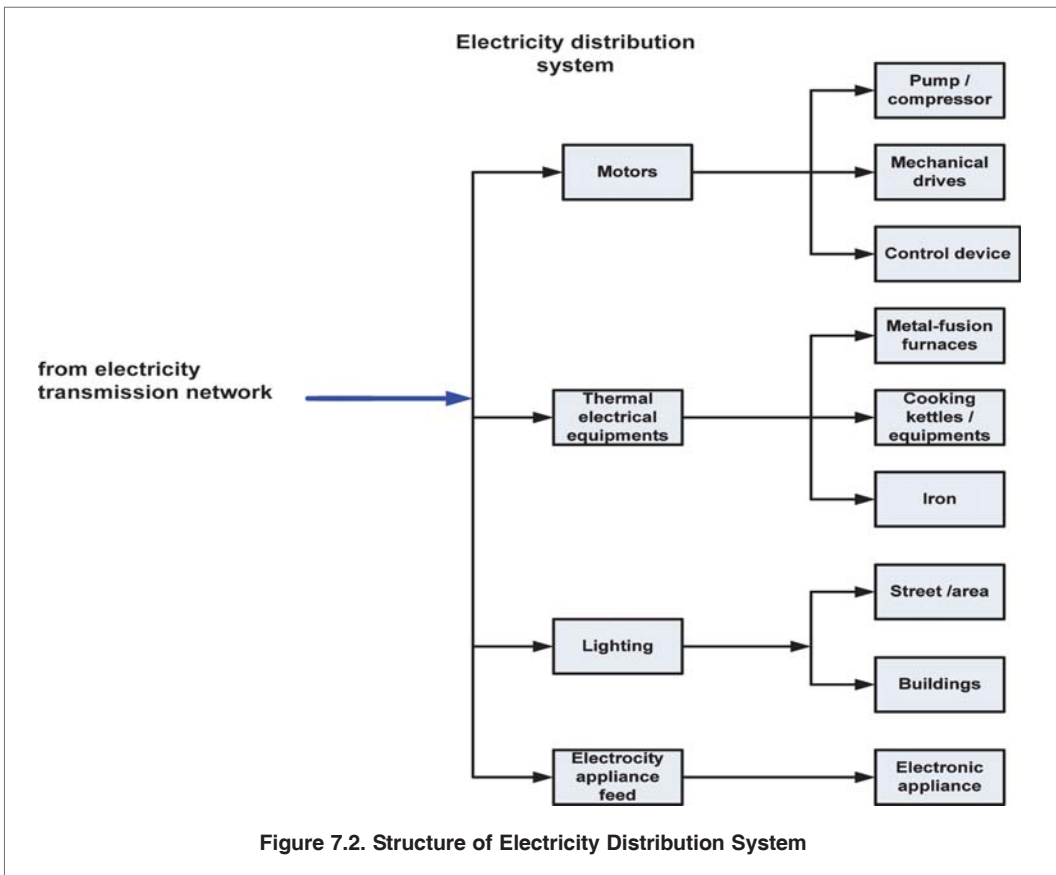 Electricity distribution
system
Pump /
compressor
Motors
Mechanical
drives
Control device
from electricity
transmission network
Metal-fusion
furnaces
Thermal
electrical
equipments
Cooking
kettles /
equipments
Iron
Lighting
Street /area
Buildings
Electrocity
appliance
feed
Electronic
appliance
Figure 7.2. Structure of Electricity Distribution System